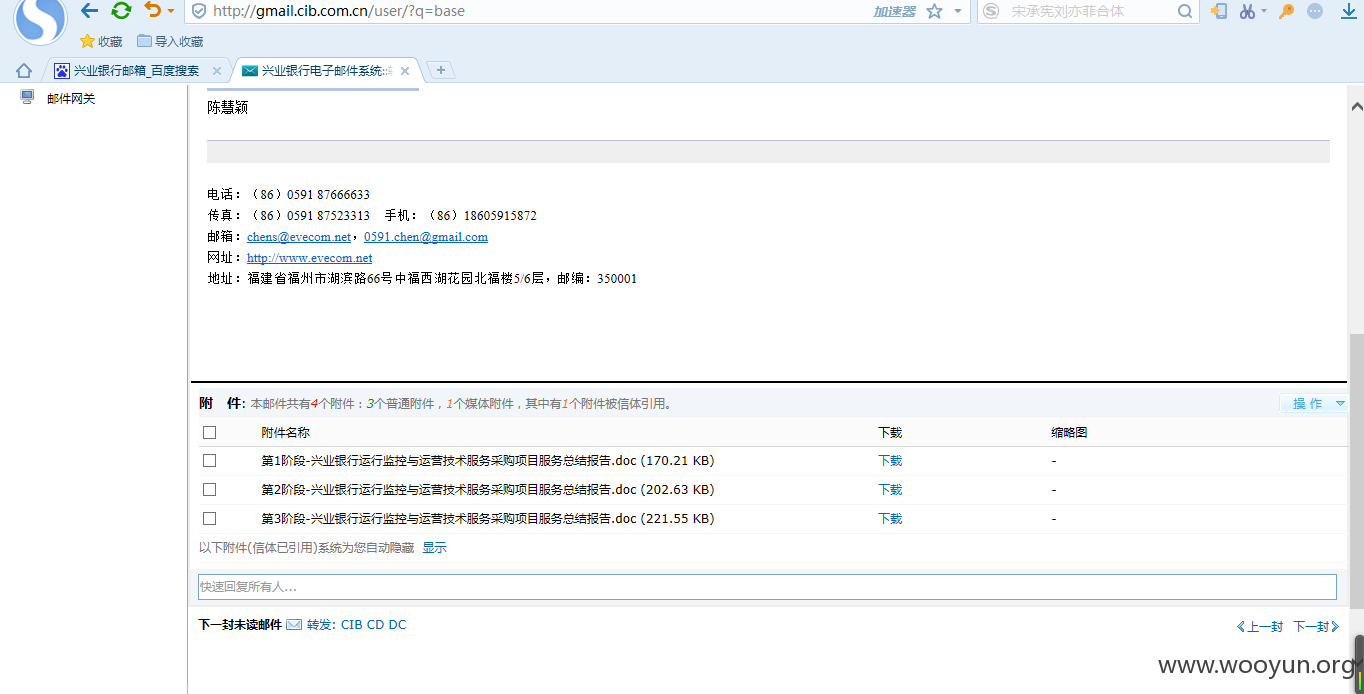 http://gmail.cib.com.cn/user/?q=base
加速器
宋承宪刘亦菲合体
收藏
导入收藏
兴业银行邮箱_百度搜索
兴业银行电子邮件系统::
邮件网关
陈慧颖
电话：（86）0591 87666633
传真：（86）0591 87523313 手机：（86）18605915872
邮箱：chens@evecom.net，0591.chen@gmail.com
网址：http://www.evecom.net
地址：福建省福州市湖滨路66号中福西湖花园北福楼5/6层，邮编：350001
附 件: 本邮件共有4个附件：3个普通附件，1个媒体附件，其中有1个附件被信体引用。
操作
附件名称 下载 缩略图
第1阶段-兴业银行运行监控与运营技术服务采购项目服务总结报告.doc (170.21 KB) 下载 -
第2阶段-兴业银行运行监控与运营技术服务采购项目服务总结报告.doc (202.63 KB) 下载 -
第3阶段-兴业银行运行监控与运营技术服务采购项目服务总结报告.doc (221.55 KB) 下载 -
以下附件(信体已引用)系统为您自动隐藏 显示
快速回复所有人...
下一封未读邮件 转发: CIB CD DC
《上一封 下一封》
www.wooyun.org